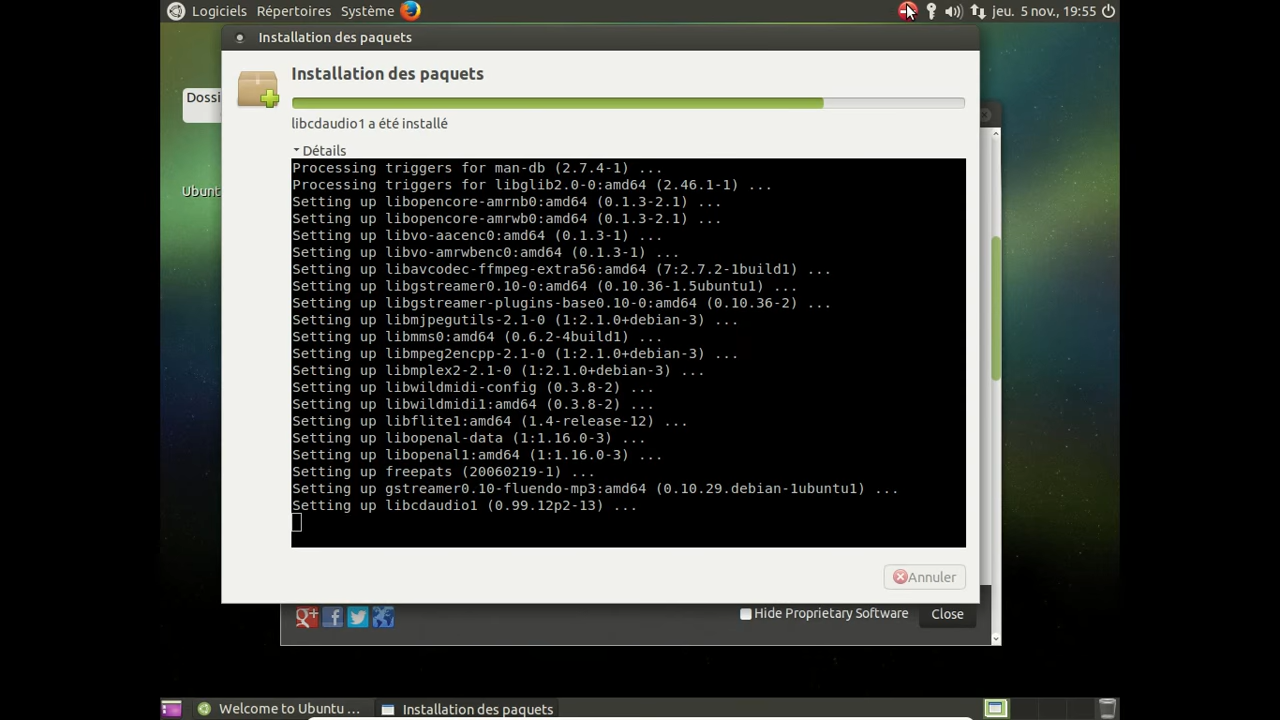 Logiciels Répertoires Système jeu. 5 nov., 19:55
Installation des paquets
Installation des paquets
libcdaudio1 a été installé
Détails
Processing triggers for man-db (2.7.4-1) ...
Processing triggers for libglib2.0-0:amd64 (2.46.1-1) ...
Setting up libopencore-amrnb0:amd64 (0.1.3-2.1) ...
Setting up libopencore-amrwb0:amd64 (0.1.3-2.1) ...
Setting up libvo-aacenc0:amd64 (0.1.3-1) ...
Setting up libvo-amrwbenc0:amd64 (0.1.3-1) ...
Setting up libavcodec-ffmpeg-extra56:amd64 (7:2.7.2-1build1) ...
Setting up libgstreamer0.10-0:amd64 (0.10.36-1.5ubuntu1) ...
Setting up libgstreamer-plugins-base0.10-0:amd64 (0.10.36-2) ...
Setting up libmjpegutils-2.1-0 (1:2.1.0+debian-3) ...
Setting up libmms0:amd64 (0.6.2-4build1) ...
Setting up libmpeg2encpp-2.1-0 (1:2.1.0+debian-3) ...
Setting up libmplex2-2.1-0 (1:2.1.0+debian-3) ...
Setting up libwildmidi-config (0.3.8-2) ...
Setting up libwildmidi1:amd64 (0.3.8-2) ...
Setting up libflite1:amd64 (1.4-release-12) ...
Setting up libopenal-data (1:1.16.0-3) ...
Setting up libopenal1:amd64 (1:1.16.0-3) ...
Setting up freepats (20060219-1) ...
Setting up gstreamer0.10-fluendo-mp3:amd64 (0.10.29.debian-1ubuntu1) ...
Setting up libcdaudio1 (0.99.12p2-13) ...
Annuler
Dossi
Ubunt
Hide Proprietary Software Close
Welcome to Ubuntu ... Installation des paquets